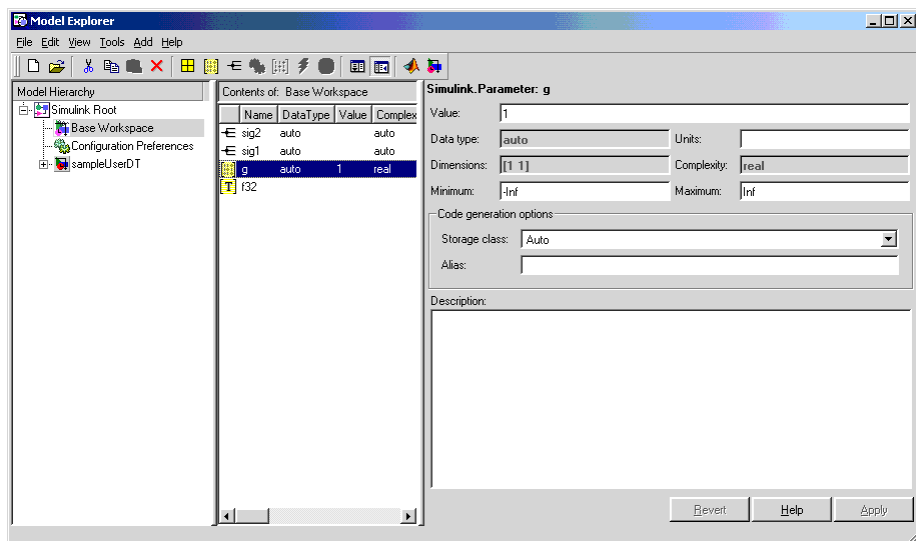 Model Explorer
File Edit View Tools Add Help
Model Hierarchy
Simulink Root
Base Workspace
Configuration Preferences
sampleUserDT
Contents of: Base Workspace
Name DataType Value Complex
sig2 auto auto
sig1 auto auto
g auto 1 real
[T] f32
Simulink.Parameter: g
Value: 1
Data type: auto Units:
Dimensions: [1 1] Complexity: real
Minimum: -Inf Maximum: Inf
Code generation options
Storage class: Auto
Alias:
Description:
Revert Help Apply